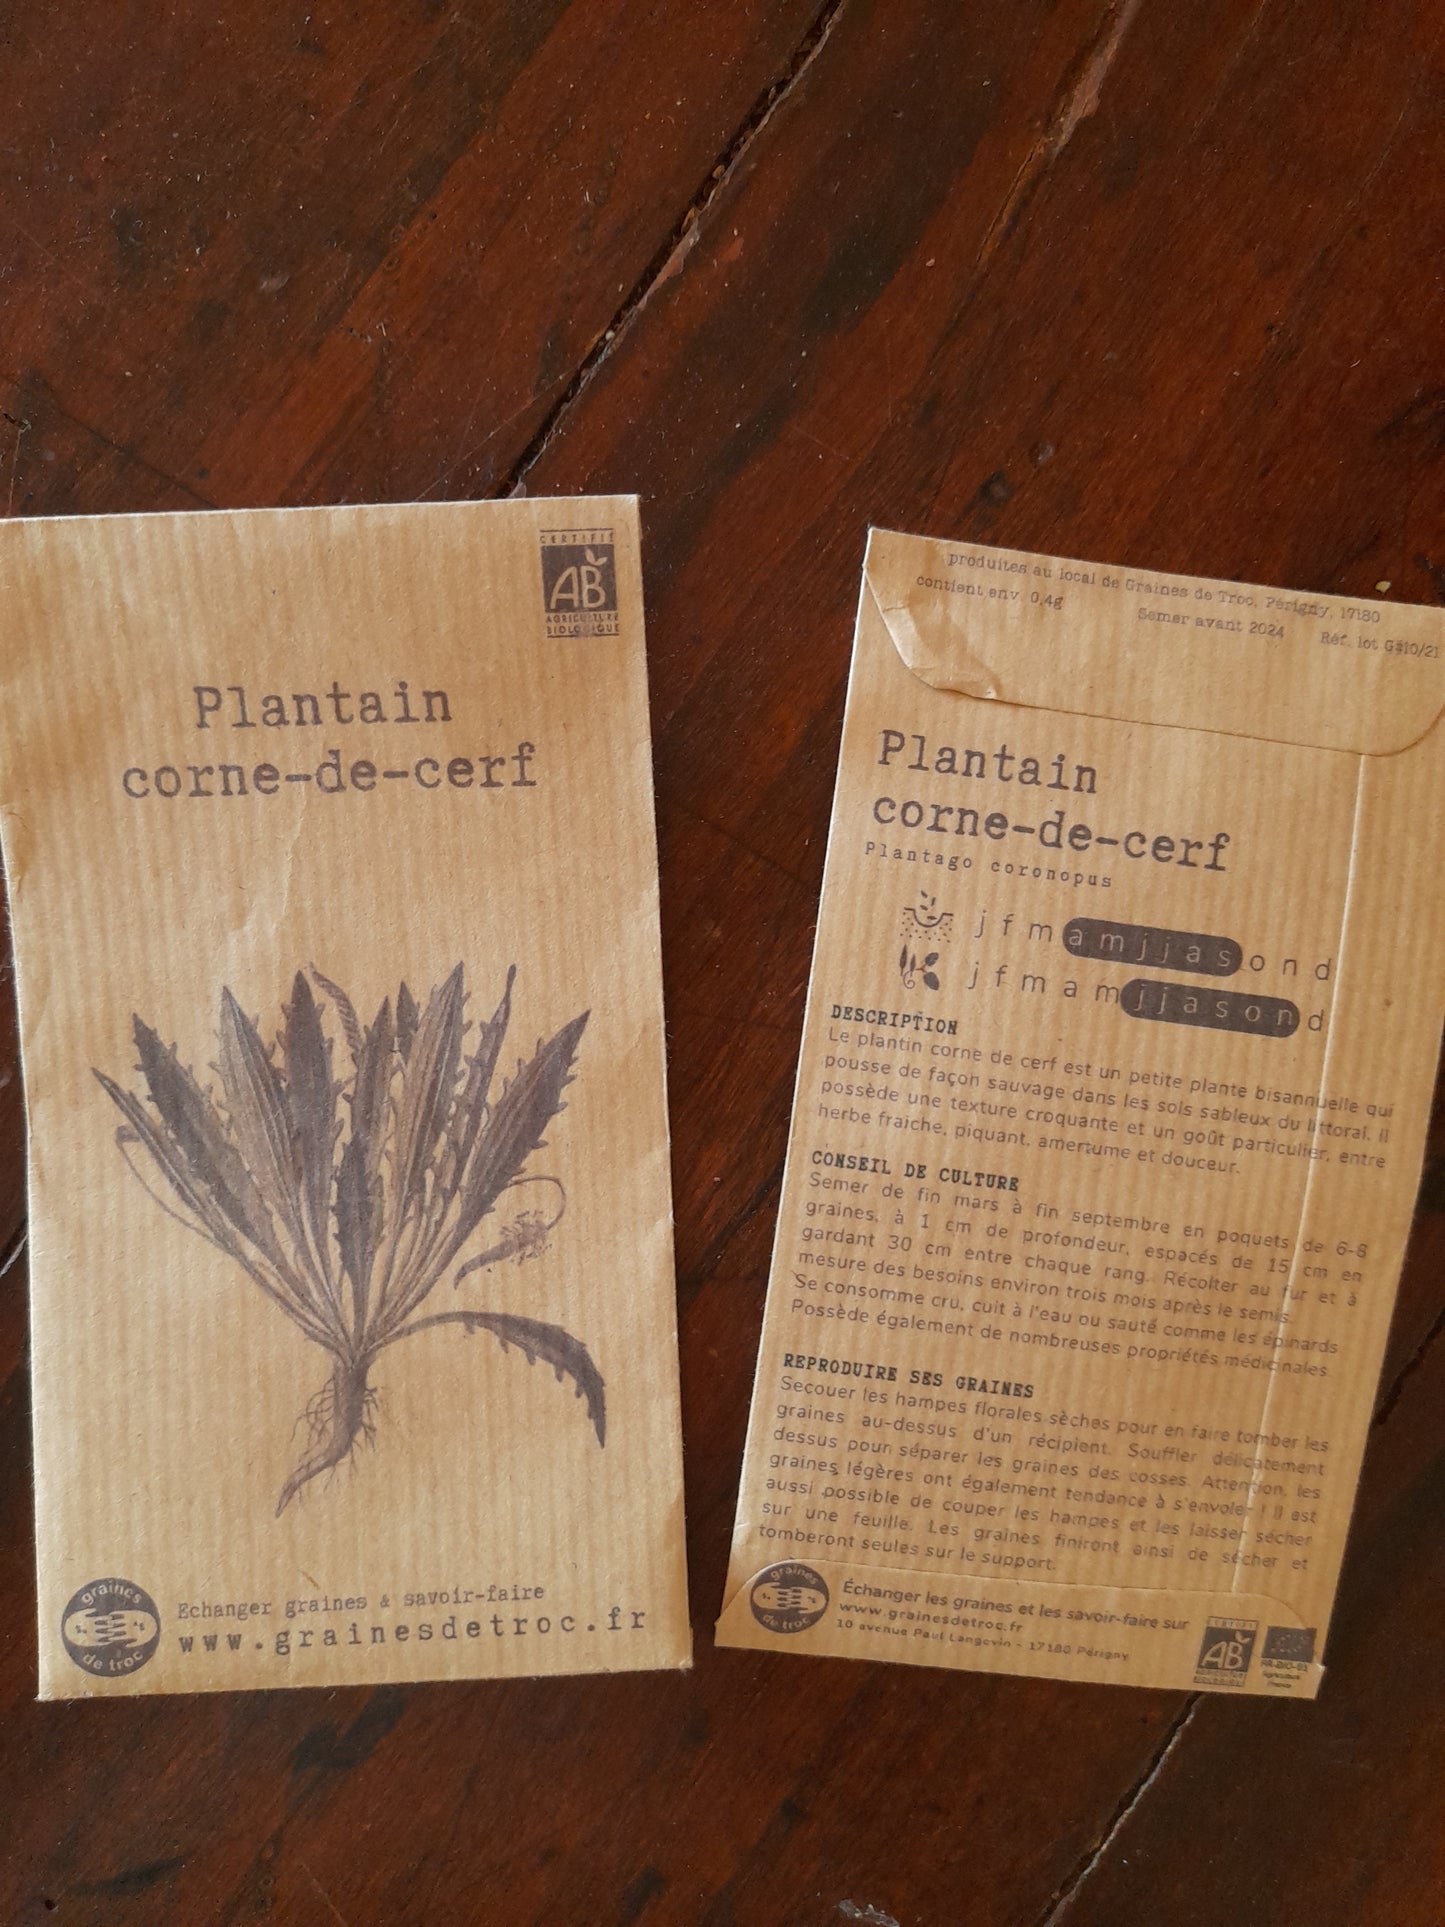 CERTIFIÉ
AB
AGRICULTURE
BIOLOGIQUE
Plantain
corne-de-cerf
graines
de troc
Echanger graines & savoir-faire
www.grainesdetroc.fr
produites au local de Graines de Troc, Périgny, 17180
contient env. 0,4g
Semer avant 2024
Réf. lot G#10/21
Plantain
corne-de-cerf
Plantago coronopus
j f m a m j j a s o n d
j f m a m j j a s o n d
DESCRIPTION
Le plantin corne de cerf est un petite plante bisannuelle qui
pousse de façon sauvage dans les sols sableux du littoral. Il
possède une texture croquante et un goût particulier, entre
herbe fraiche, piquant, amertume et douceur.
CONSEIL DE CULTURE
Semer de fin mars à fin septembre en poquets de 6-8
graines, à 1 cm de profondeur, espacés de 15 cm en
gardant 30 cm entre chaque rang. Récolter au fur et à
mesure des besoins environ trois mois après le semis.
Se consomme cru, cuit à l'eau ou sauté comme les épinards
Possède également de nombreuses propriétés médicinales.
REPRODUIRE SES GRAINES
Secouer les hampes florales sèches pour en faire tomber les
graines au-dessus d'un récipient. Souffler délicatement
dessus pour séparer les graines des cosses. Attention, les
graines légères ont également tendance à s'envoler ! Il est
aussi possible de couper les hampes et les laisser sécher
sur une feuille. Les graines finiront ainsi de sécher et
tomberont seules sur le support.
graines
de troc
Échanger les graines et les savoir-faire sur
www.grainesdetroc.fr
10 avenue Paul Langevin - 17180 Périgny
CERTIFIÉ
AB
AGRICULTURE
BIOLOGIQUE
FR-BIO-01
Agriculture
France